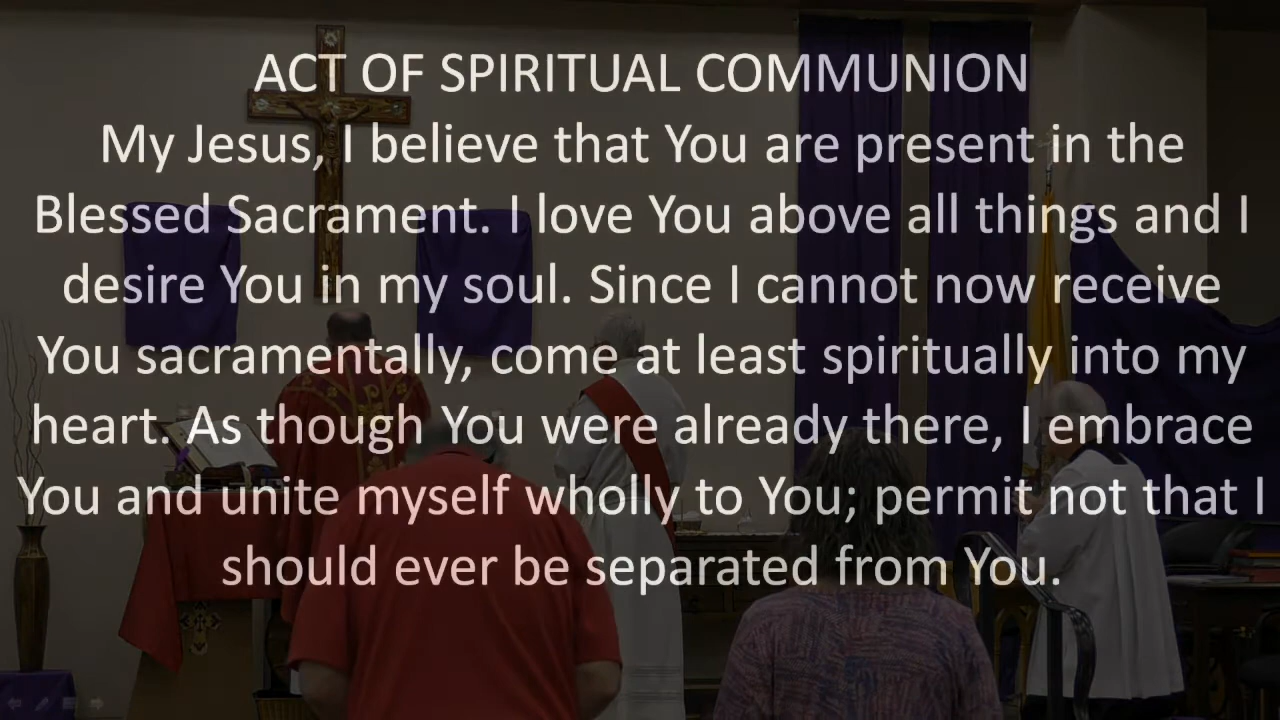 ACT OF SPIRITUAL COMMUNION
My Jesus, I believe that You are present in the
Blessed Sacrament. I love You above all things and I
desire You in my soul. Since I cannot now receive
You sacramentally, come at least spiritually into my
heart. As though You were already there, I embrace
You and unite myself wholly to You; permit not that I
should ever be separated from You.